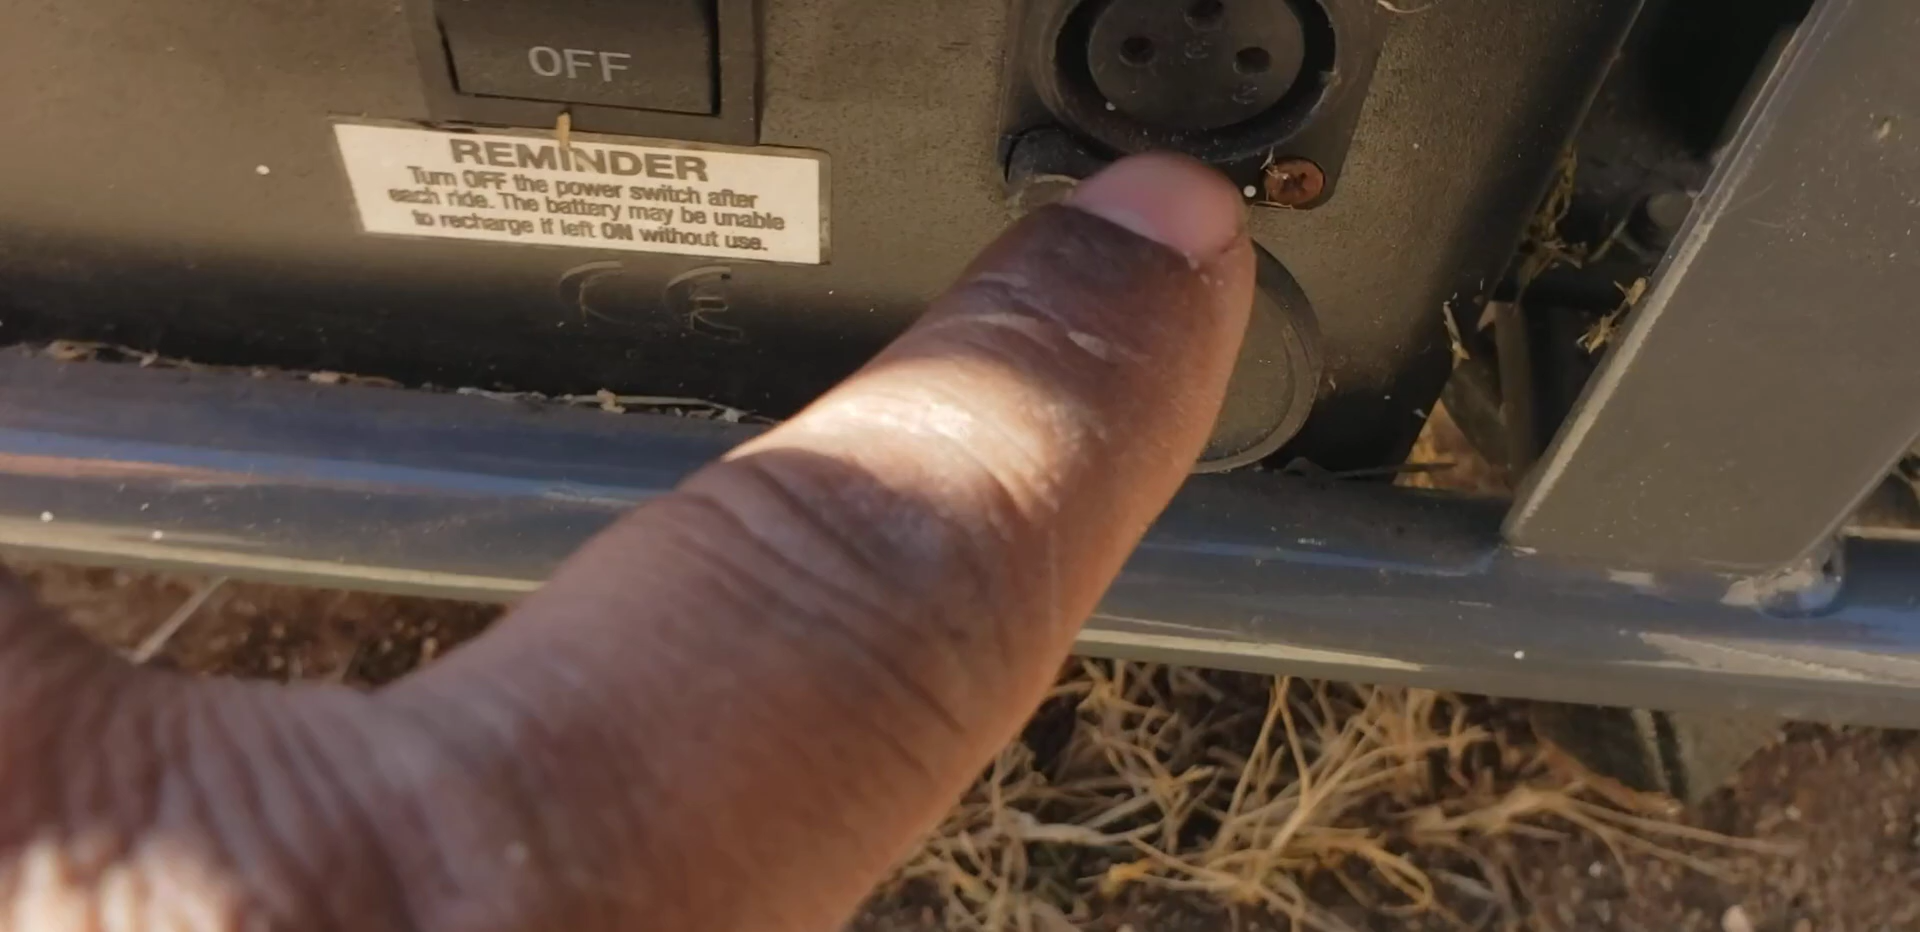 OFF
REMINDER
Turn OFF the power switch after
each ride. The battery may be unable
to recharge if left ON without use.
CE